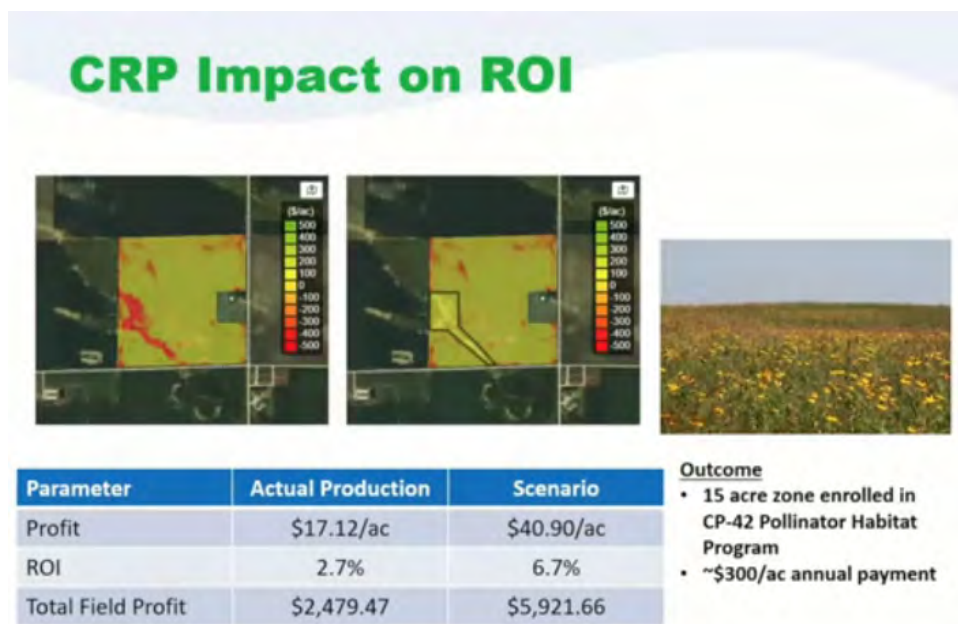 CRP Impact on ROI
($/ac)
500
400
300
200
100
0
-100
-200
-300
-400
-500
($/ac)
500
400
300
200
100
0
-100
-200
-300
-400
-500
Parameter Actual Production Scenario
Profit $17.12/ac $40.90/ac
ROI 2.7% 6.7%
Total Field Profit $2,479.47 $5,921.66
Outcome
• 15 acre zone enrolled in
CP-42 Pollinator Habitat
Program
• ~$300/ac annual payment